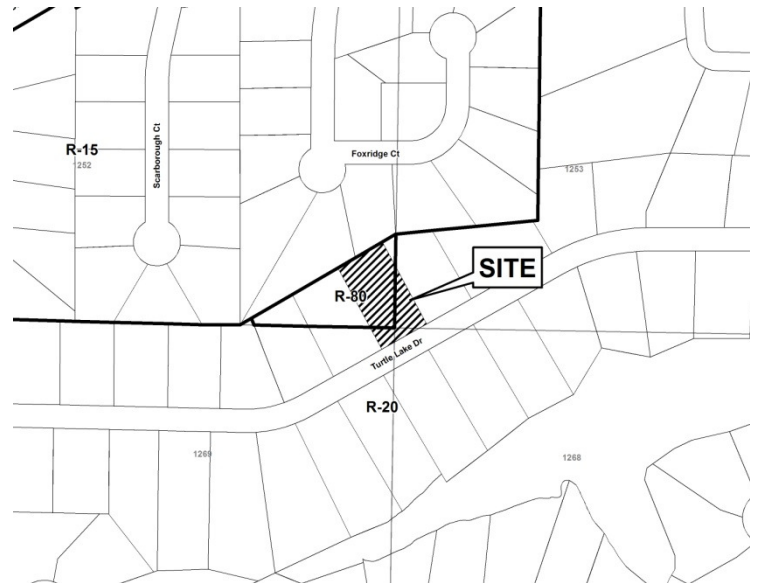 Foxridge Ct
R-15
1252
Scarborough Ct
1253
SITE
R-80
Turtle Lake Dr
R-20
1269
1268